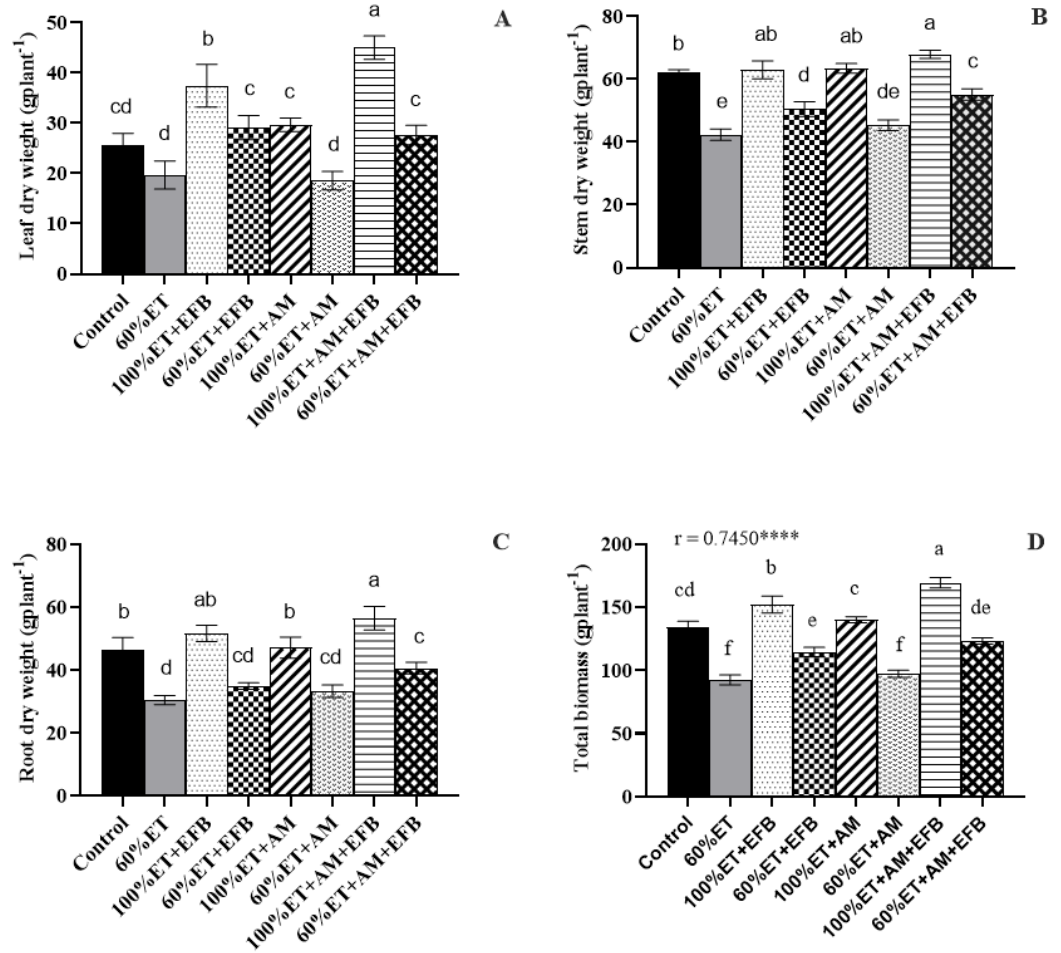 A
Leaf dry wieght (gplant-1)
50
40
30
20
10
0
cd
d
b
c
c
d
a
c
Control
60%ET
100%ET+EFB
60%ET+EFB
100%ET+AM
60%ET+AM
100%ET+AM+EFB
60%ET+AM+EFB
B
Stem dry weight (gplant-1)
80
60
40
20
0
b
e
ab
d
ab
de
a
c
Control
60%ET
100%ET+EFB
60%ET+EFB
100%ET+AM
60%ET+AM
100%ET+AM+EFB
60%ET+AM+EFB
C
Root dry weight (gplant-1)
80
60
40
20
0
b
d
ab
cd
b
cd
a
c
Control
60%ET
100%ET+EFB
60%ET+EFB
100%ET+AM
60%ET+AM
100%ET+AM+EFB
60%ET+AM+EFB
D
r = 0.7450****
Total biomass (gplant-1)
200
150
100
50
0
cd
f
b
e
c
f
a
de
Control
60%ET
100%ET+EFB
60%ET+EFB
100%ET+AM
60%ET+AM
100%ET+AM+EFB
60%ET+AM+EFB